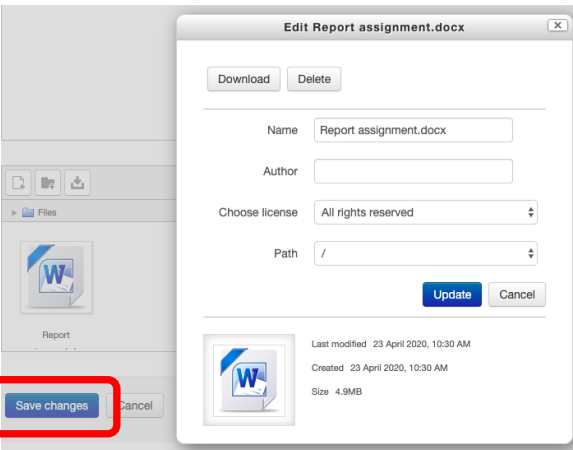 Edit Report assignment.docx
Download Delete
Name Report assignment.docx
Author
Choose license All rights reserved
Path /
Update Cancel
Last modified 23 April 2020, 10:30 AM
Created 23 April 2020, 10:30 AM
Size 4.9MB
Files
W
Report
Save changes Cancel
W